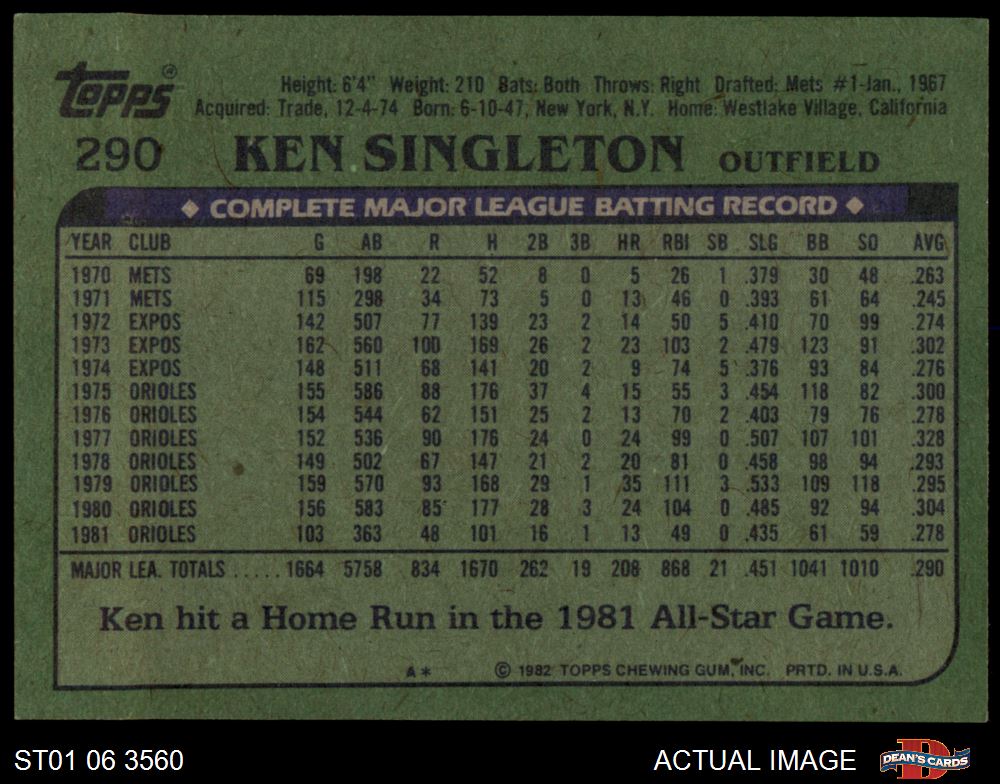 Topps®
Height: 6'4" Weight: 210 Bats: Both Throws: Right Drafted: Mets #1-Jan., 1967
Acquired: Trade, 12-4-74 Born: 6-10-47, New York, N.Y. Home: Westlake Village, California
290 KEN SINGLETON OUTFIELD
◆ COMPLETE MAJOR LEAGUE BATTING RECORD ◆
YEAR CLUB G AB R H 2B 3B HR RBI SB SLG BB SO AVG
1970 METS 69 198 22 52 8 0 5 26 1 .379 30 48 .263
1971 METS 115 298 34 73 5 0 13 46 0 .393 61 64 .245
1972 EXPOS 142 507 77 139 23 2 14 50 5 .410 70 99 .274
1973 EXPOS 162 560 100 169 26 2 23 103 2 .479 123 91 .302
1974 EXPOS 148 511 68 141 20 2 9 74 5 .376 93 84 .276
1975 ORIOLES 155 586 88 176 37 4 15 55 3 .454 118 82 .300
1976 ORIOLES 154 544 62 151 25 2 13 70 2 .403 79 76 .278
1977 ORIOLES 152 536 90 176 24 0 24 99 0 .507 107 101 .328
1978 ORIOLES 149 502 67 147 21 2 20 81 0 .458 98 94 .293
1979 ORIOLES 159 570 93 168 29 1 35 111 3 .533 109 118 .295
1980 ORIOLES 156 583 85 177 28 3 24 104 0 .485 92 94 .304
1981 ORIOLES 103 363 48 101 16 1 13 49 0 .435 61 59 .278
MAJOR LEA. TOTALS ..... 1664 5758 834 1670 262 19 208 868 21 .451 1041 1010 .290
Ken hit a Home Run in the 1981 All-Star Game.
A* © 1982 TOPPS CHEWING GUM, INC. PRTD. IN U.S.A.
ST01 06 3560 ACTUAL IMAGE DEAN'S CARDS